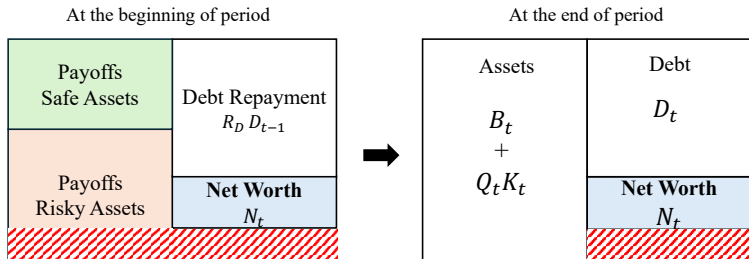 At the beginning of period
At the end of period
Payoffs
Safe Assets
Debt Repayment
R_D D_{t−1}
Payoffs
Risky Assets
Net Worth
N_t
Assets
B_t
+
Q_t K_t
Debt
D_t
Net Worth
N_t